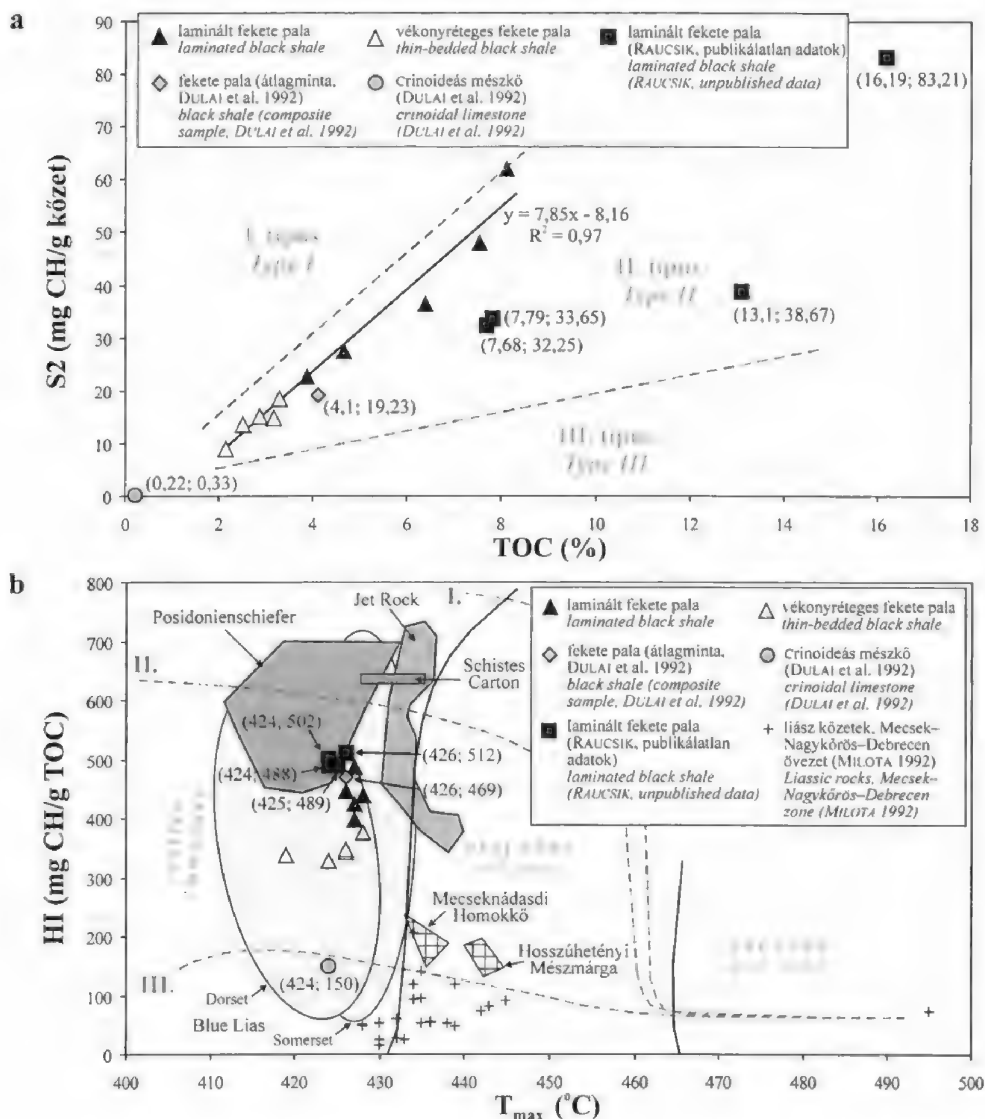 a
90
80
70
60
50
40
30
20
10
0
S2 (mg CH/g kőzet)
laminált fekete pala
laminated black shale
vékonyréteges fekete pala
thin-bedded black shale
laminált fekete pala
(RAUCSIK, publikálatlan adatok)
laminated black shale
(RAUCSIK, unpublished data)
fekete pala (átlagminta,
DULAI et al. 1992)
black shale (composite
sample, DULAI et al. 1992)
Crinoideás mészkő
(DULAI et al. 1992)
crinoidal limestone
(DULAI et al. 1992)
(16,19; 83,21)
y = 7,85x - 8,16
R² = 0,97
I. típus
Type I
II. típus
Type II
(13,1; 38,67)
(7,79; 33,65)
(7,68; 32,25)
(4,1; 19,23)
III. típus
Type III
(0,22; 0,33)
0 2 4 6 8 10 12 14 16 18
TOC (%)
b
800
700
600
500
400
300
200
100
0
HI (mg CH/g TOC)
Posidonienschiefer
Jet Rock
I.
II.
Schistes
Carton
(424, 502)
(426; 512)
(424; 488)
(425; 489)
(426; 469)
Mecseknádasdi
Homokkő
Hosszúhetényi
Mészmárga
III.
(424; 150)
Dorset
Blue Lias
Somerset
laminált fekete pala
laminated black shale
vékonyréteges fekete pala
thin-bedded black shale
fekete pala (átlagminta,
DULAI et al. 1992)
black shale (composite
sample, DULAI et al. 1992)
Crinoideás mészkő
(DULAI et al. 1992)
crinoidal limestone
(DULAI et al. 1992)
laminált fekete pala
(RAUCSIK, publikálatlan
adatok)
laminated black shale
(RAUCSIK, unpublished data)
liász kőzetek, Mecsek–
Nagykőrös–Debrecen
övezet (MILOTA 1992)
Liassic rocks, Mecsek–
Nagykőrös–Debrecen
zone (MILOTA 1992)
400 410 420 430 440 450 460 470 480 490 500
Tmax (°C)